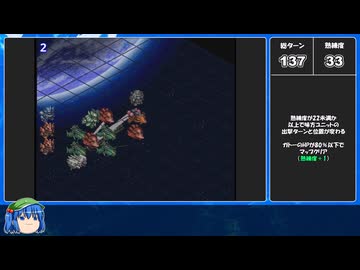 2
総ターン
熟練度
137
33
熟練度が22未満か
以上で味方ユニットの
出撃ターンと位置が変わる
ガトーのHPが80％以下で
マップクリア
（熟練度+1）